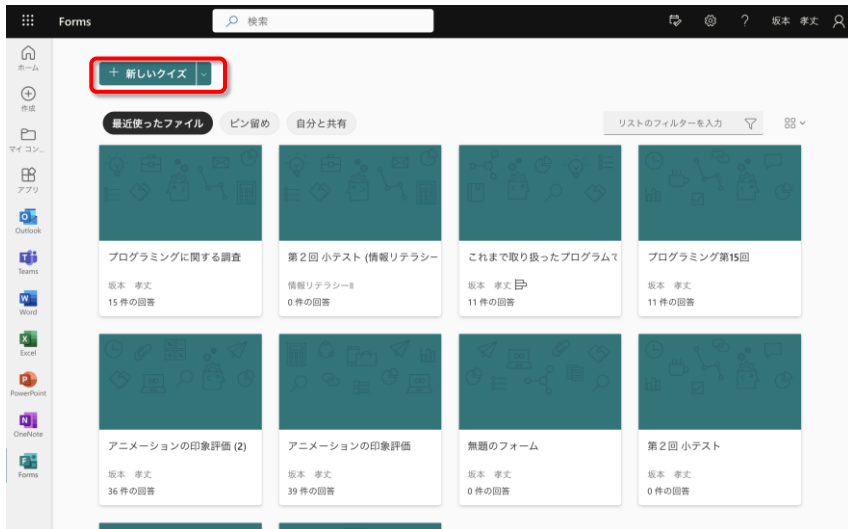 Forms
検索
?
坂本 孝丈
ホーム
作成
マイ コン...
アプリ
Outlook
Teams
Word
Excel
PowerPoint
OneNote
Forms
+ 新しいクイズ
最近使ったファイル ピン留め 自分と共有
リストのフィルターを入力
プログラミングに関する調査
坂本 孝丈
15 件の回答
第２回 小テスト (情報リテラシー
情報リテラシーII
0 件の回答
これまで取り扱ったプログラムて
坂本 孝丈
11 件の回答
プログラミング第15回
坂本 孝丈
11 件の回答
アニメーションの印象評価 (2)
坂本 孝丈
36 件の回答
アニメーションの印象評価
坂本 孝丈
39 件の回答
無題のフォーム
坂本 孝丈
0 件の回答
第２回 小テスト
坂本 孝丈
0 件の回答